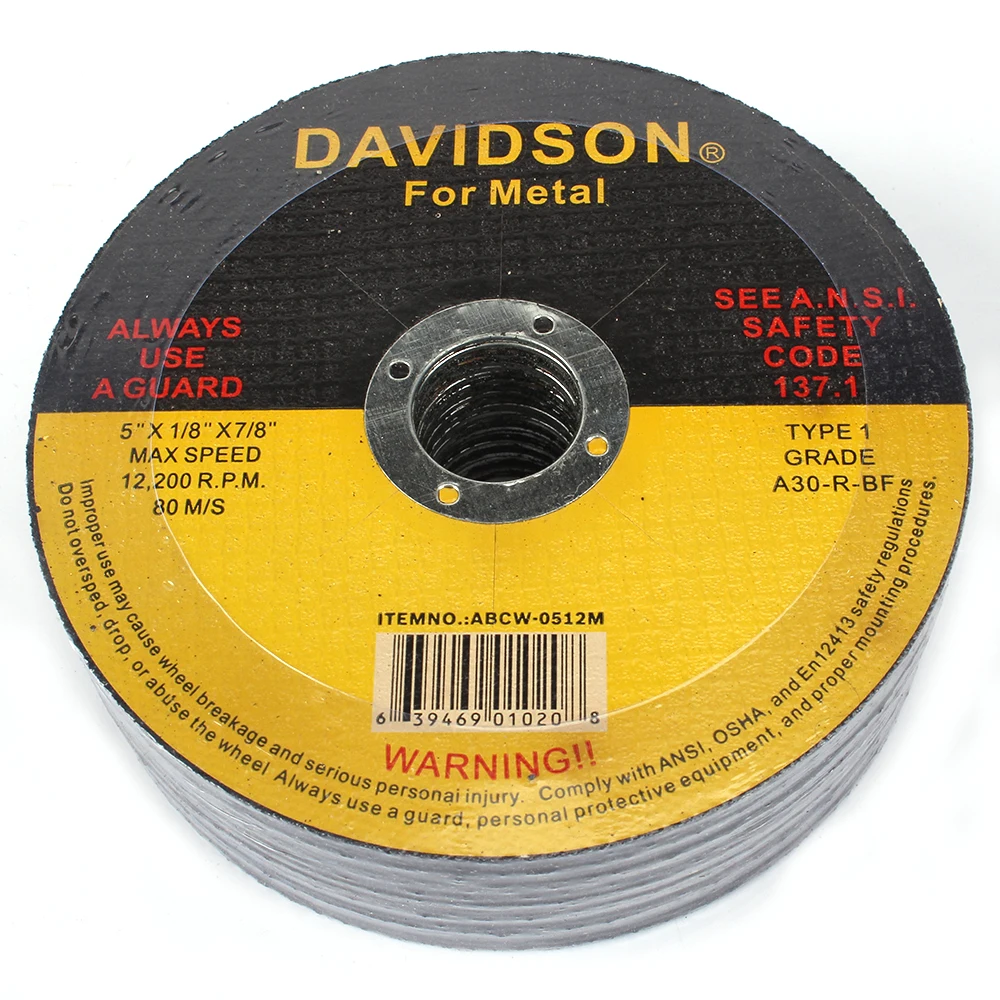 DAVIDSON®
For Metal
ALWAYS
USE
A GUARD
SEE A.N.S.I.
SAFETY
CODE
137.1
5" X 1/8" X 7/8"
MAX SPEED
12,200 R.P.M.
80 M/S
TYPE 1
GRADE
A30-R-BF
ITEMNO.:ABCW-0512M
6 39469 01020 8
WARNING!!
Improper use may cause wheel breakage and serious personal injury. Comply with ANSI, OSHA, and En12413 safety regulations
Do not oversped, drop, or abuse the wheel. Always use a guard, personal protective equipment, and proper mounting procedures.